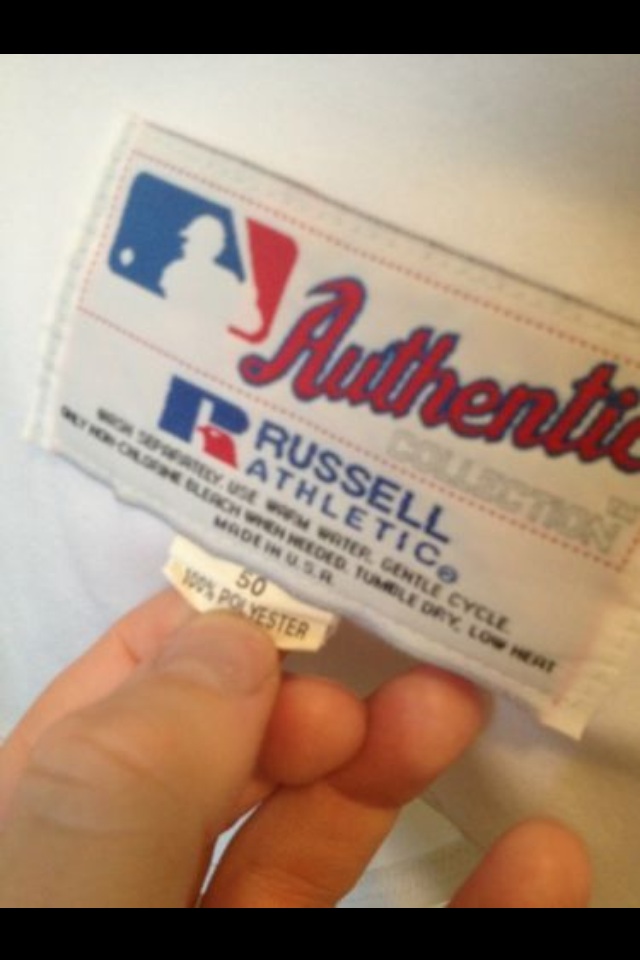 Authentic
COLLECTION
RUSSELL
ATHLETIC®
WASH SEPARATELY. USE WARM WATER. GENTLE CYCLE.
ONLY NON-CHLORINE BLEACH WHEN NEEDED. TUMBLE DRY, LOW HEAT
MADE IN U.S.A.
50
100% POLYESTER